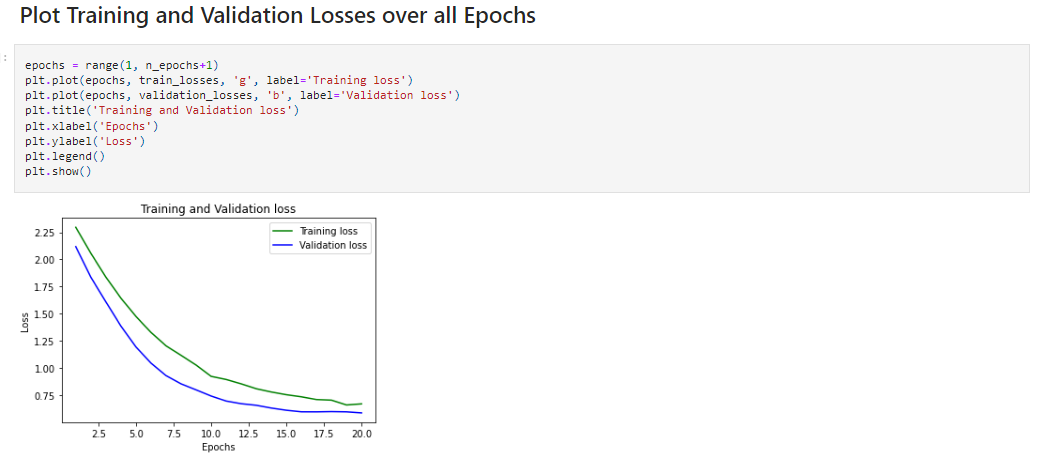 Plot Training and Validation Losses over all Epochs
:
epochs = range(1, n_epochs+1)
plt.plot(epochs, train_losses, 'g', label='Training loss')
plt.plot(epochs, validation_losses, 'b', label='Validation loss')
plt.title('Training and Validation loss')
plt.xlabel('Epochs')
plt.ylabel('Loss')
plt.legend()
plt.show()
Training and Validation loss
Training loss
Validation loss
2.25
2.00
1.75
1.50
1.25
1.00
0.75
Loss
2.5 5.0 7.5 10.0 12.5 15.0 17.5 20.0
Epochs